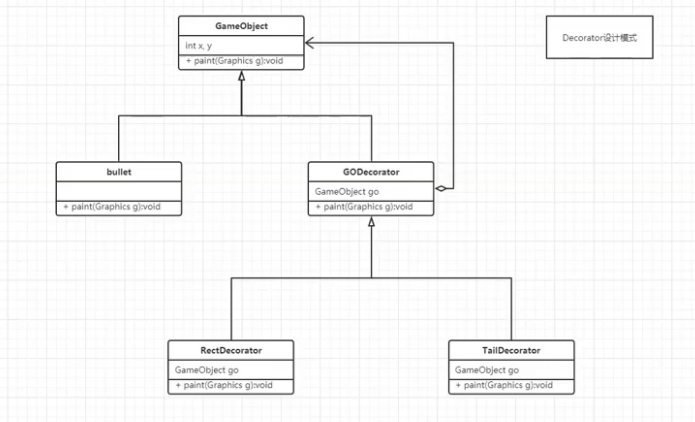 GameObject
Decorator设计模式
int x, y
+ paint(Graphics g):void
bullet
GODecorator
GameObject go
+ paint(Graphics g):void
+ paint(Graphics g):void
RectDecorator
TailDecorator
GameObject go
GameObject go
+ paint(Graphics g):void
+ paint(Graphics g):void